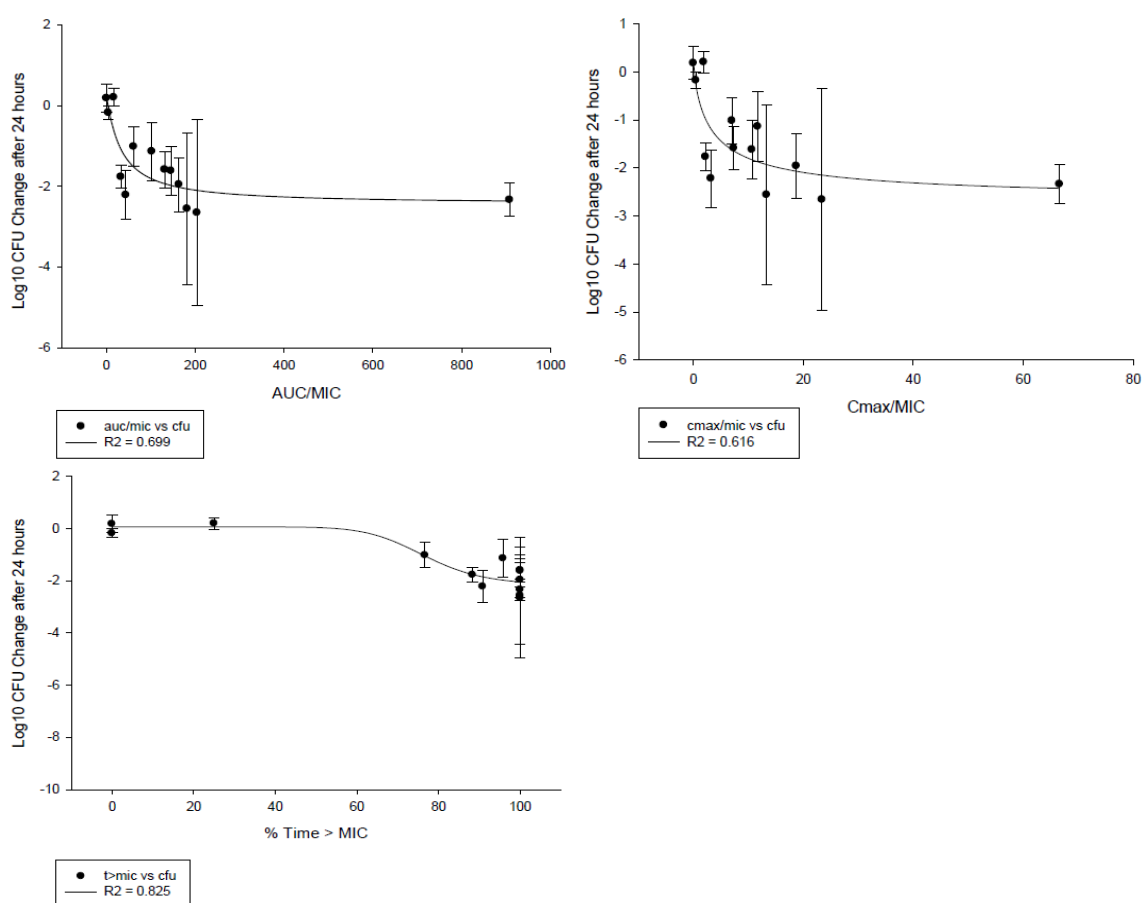 Log10 CFU Change after 24 hours
2
0
-2
-4
-6
0 200 400 600 800 1000
AUC/MIC
auc/mic vs cfu
R2 = 0.699
Log10 CFU Change after 24 hours
1
0
-1
-2
-3
-4
-5
-6
0 20 40 60 80
Cmax/MIC
cmax/mic vs cfu
R2 = 0.616
Log10 CFU Change after 24 hours
2
0
-2
-4
-6
-8
-10
0 20 40 60 80 100
% Time > MIC
t>mic vs cfu
R2 = 0.825